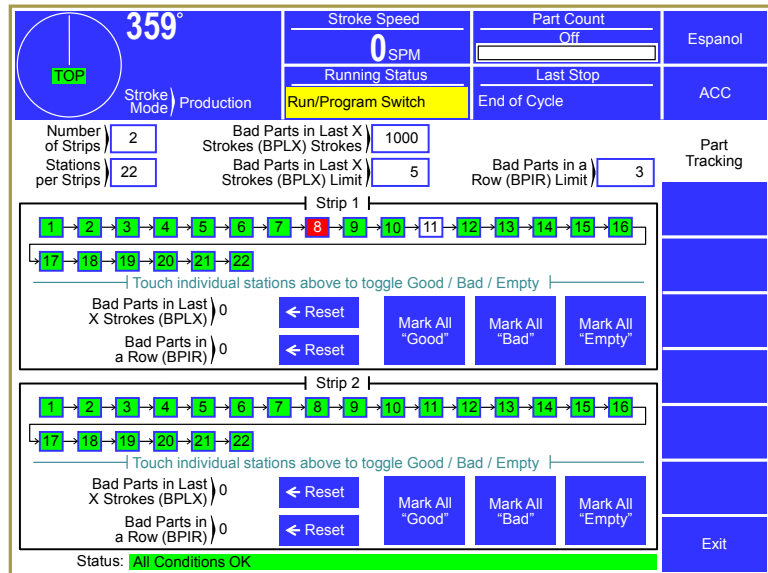 359°
TOP
Stroke
Mode
Production
Stroke Speed
0 SPM
Part Count
Off
Espanol
Running Status
Run/Program Switch
Last Stop
End of Cycle
ACC
Number
of Strips
2
Bad Parts in Last X
Strokes (BPLX) Strokes
1000
Stations
per Strips
22
Bad Parts in Last X
Strokes (BPLX) Limit
5
Bad Parts in a
Row (BPIR) Limit
3
Part
Tracking
Strip 1
1 2 3 4 5 6 7 8 9 10 11 12 13 14 15 16
17 18 19 20 21 22
Touch individual stations above to toggle Good / Bad / Empty
Bad Parts in Last
X Strokes (BPLX)
0
← Reset
Bad Parts in
a Row (BPIR)
0
← Reset
Mark All
“Good”
Mark All
“Bad”
Mark All
“Empty”
Strip 2
1 2 3 4 5 6 7 8 9 10 11 12 13 14 15 16
17 18 19 20 21 22
Touch individual stations above to toggle Good / Bad / Empty
Bad Parts in Last
X Strokes (BPLX)
0
← Reset
Bad Parts in
a Row (BPIR)
0
← Reset
Mark All
“Good”
Mark All
“Bad”
Mark All
“Empty”
Exit
Status: All Conditions OK